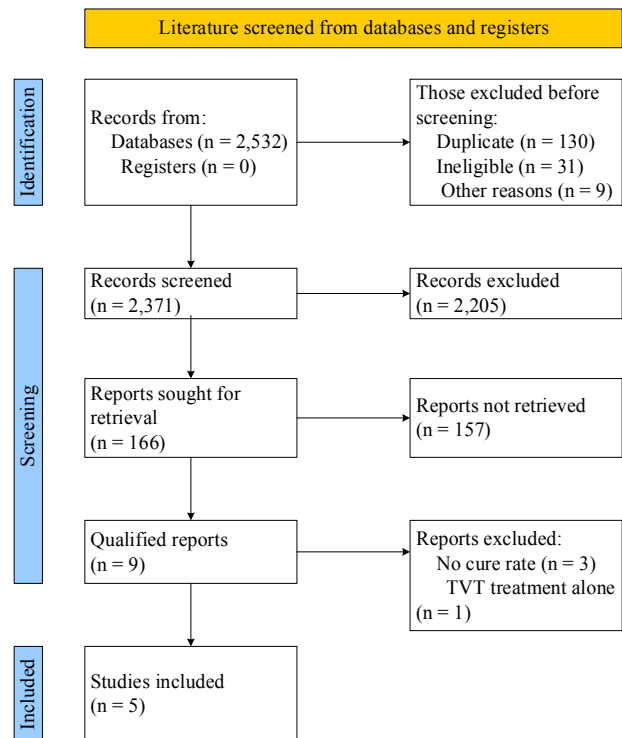 Literature screened from databases and registers
Identification
Records from:
Databases (n = 2,532)
Registers (n = 0)
Those excluded before
screening:
Duplicate (n = 130)
Ineligible (n = 31)
Other reasons (n = 9)
Screening
Records screened
(n = 2,371)
Records excluded
(n = 2,205)
Reports sought for
retrieval
(n = 166)
Reports not retrieved
(n = 157)
Qualified reports
(n = 9)
Reports excluded:
No cure rate (n = 3)
TVT treatment alone
(n = 1)
Included
Studies included
(n = 5)